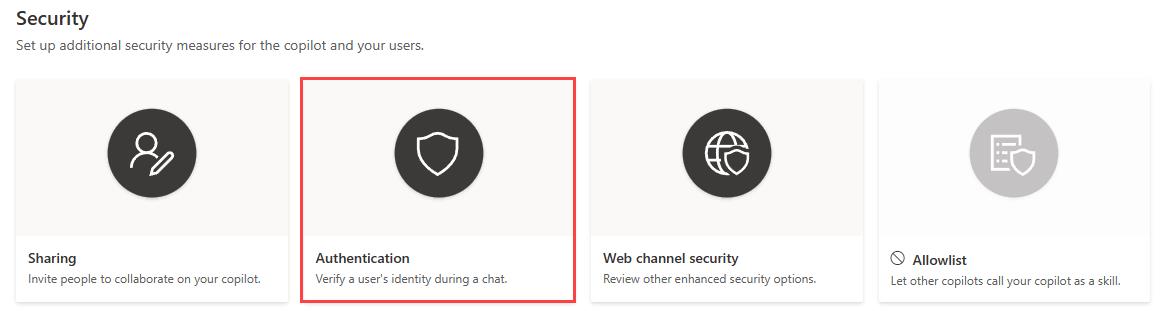 Security
Set up additional security measures for the copilot and your users.
Sharing
Invite people to collaborate on your copilot.
Authentication
Verify a user's identity during a chat.
Web channel security
Review other enhanced security options.
Allowlist
Let other copilots call your copilot as a skill.